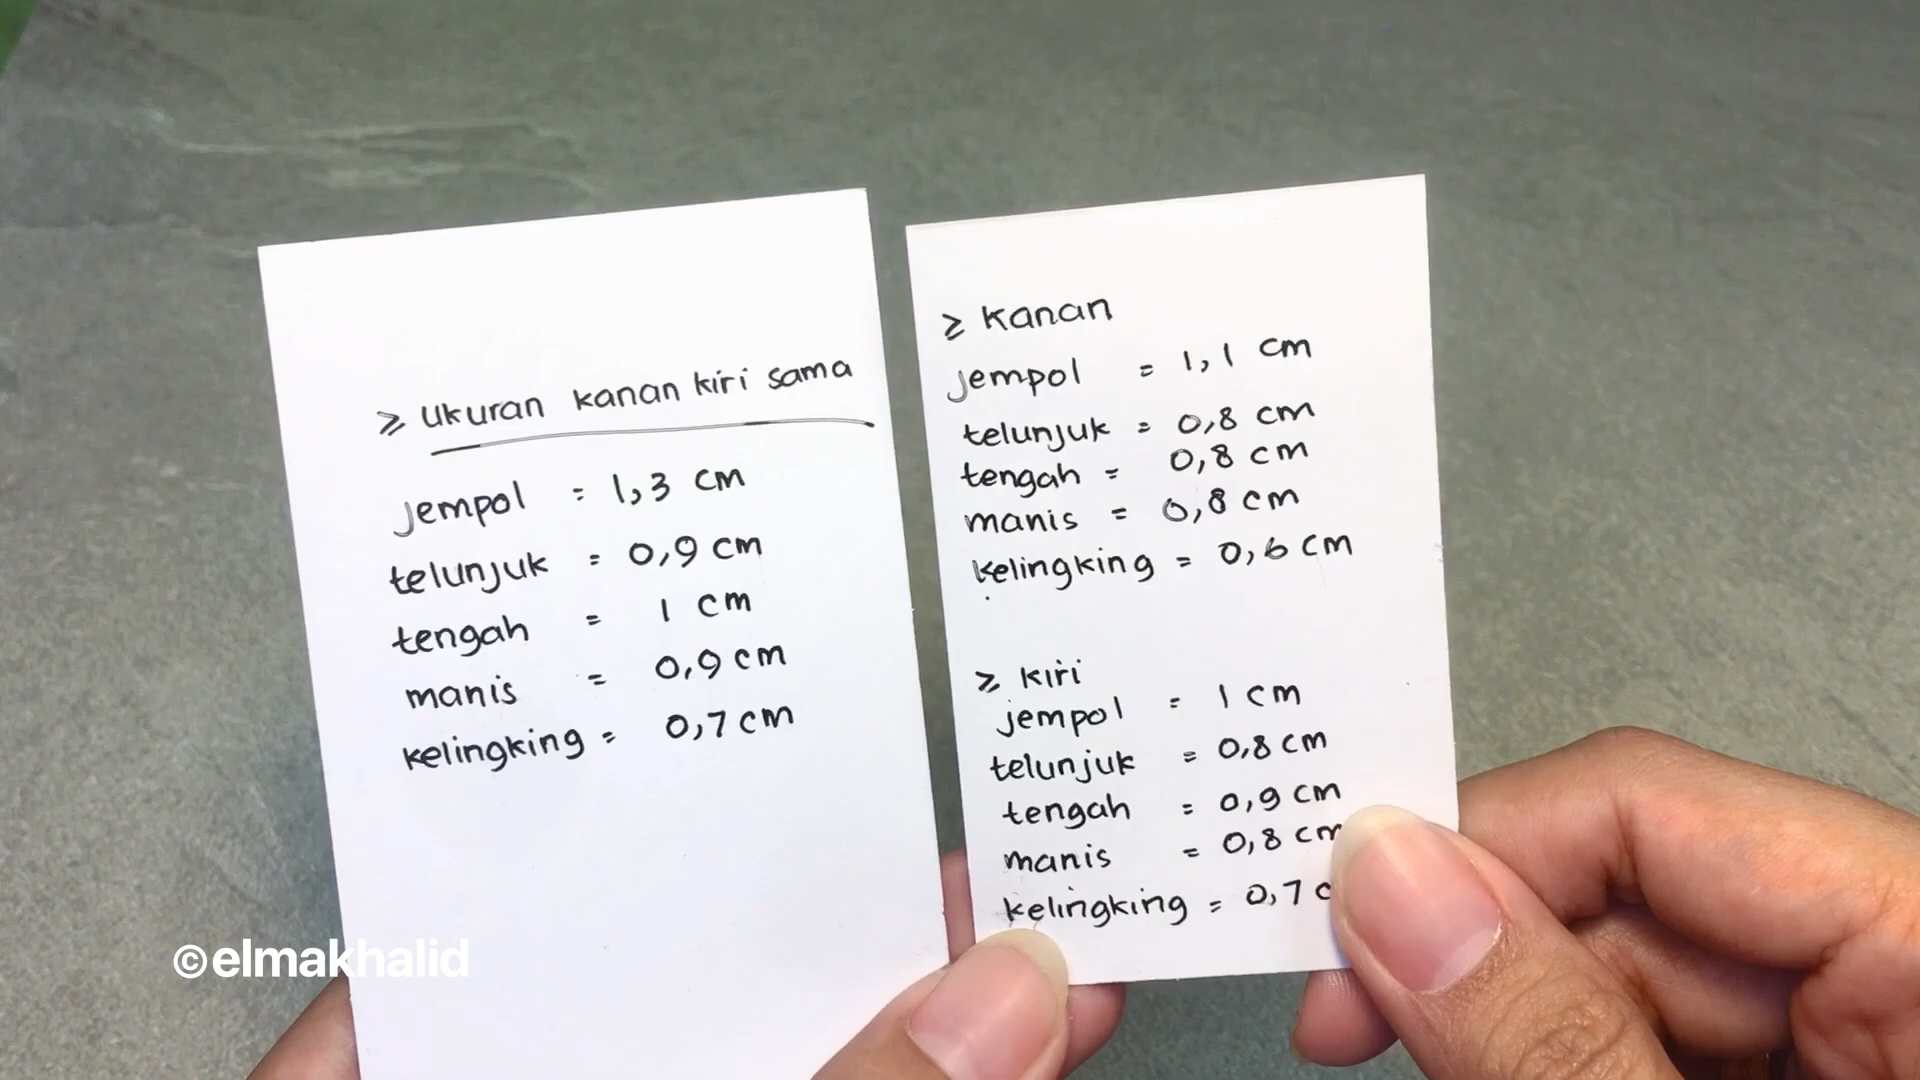 ≥ Ukuran kanan kiri sama
jempol = 1,3 cm
telunjuk = 0,9 cm
tengah = 1 cm
manis = 0,9 cm
kelingking = 0,7 cm
≥ Kanan
jempol = 1,1 cm
telunjuk = 0,8 cm
tengah = 0,8 cm
manis = 0,8 cm
kelingking = 0,6 cm
≥ Kiri
jempol = 1 cm
telunjuk = 0,8 cm
tengah = 0,9 cm
manis = 0,8 cm
kelingking = 0,7 c
©elmakhalid